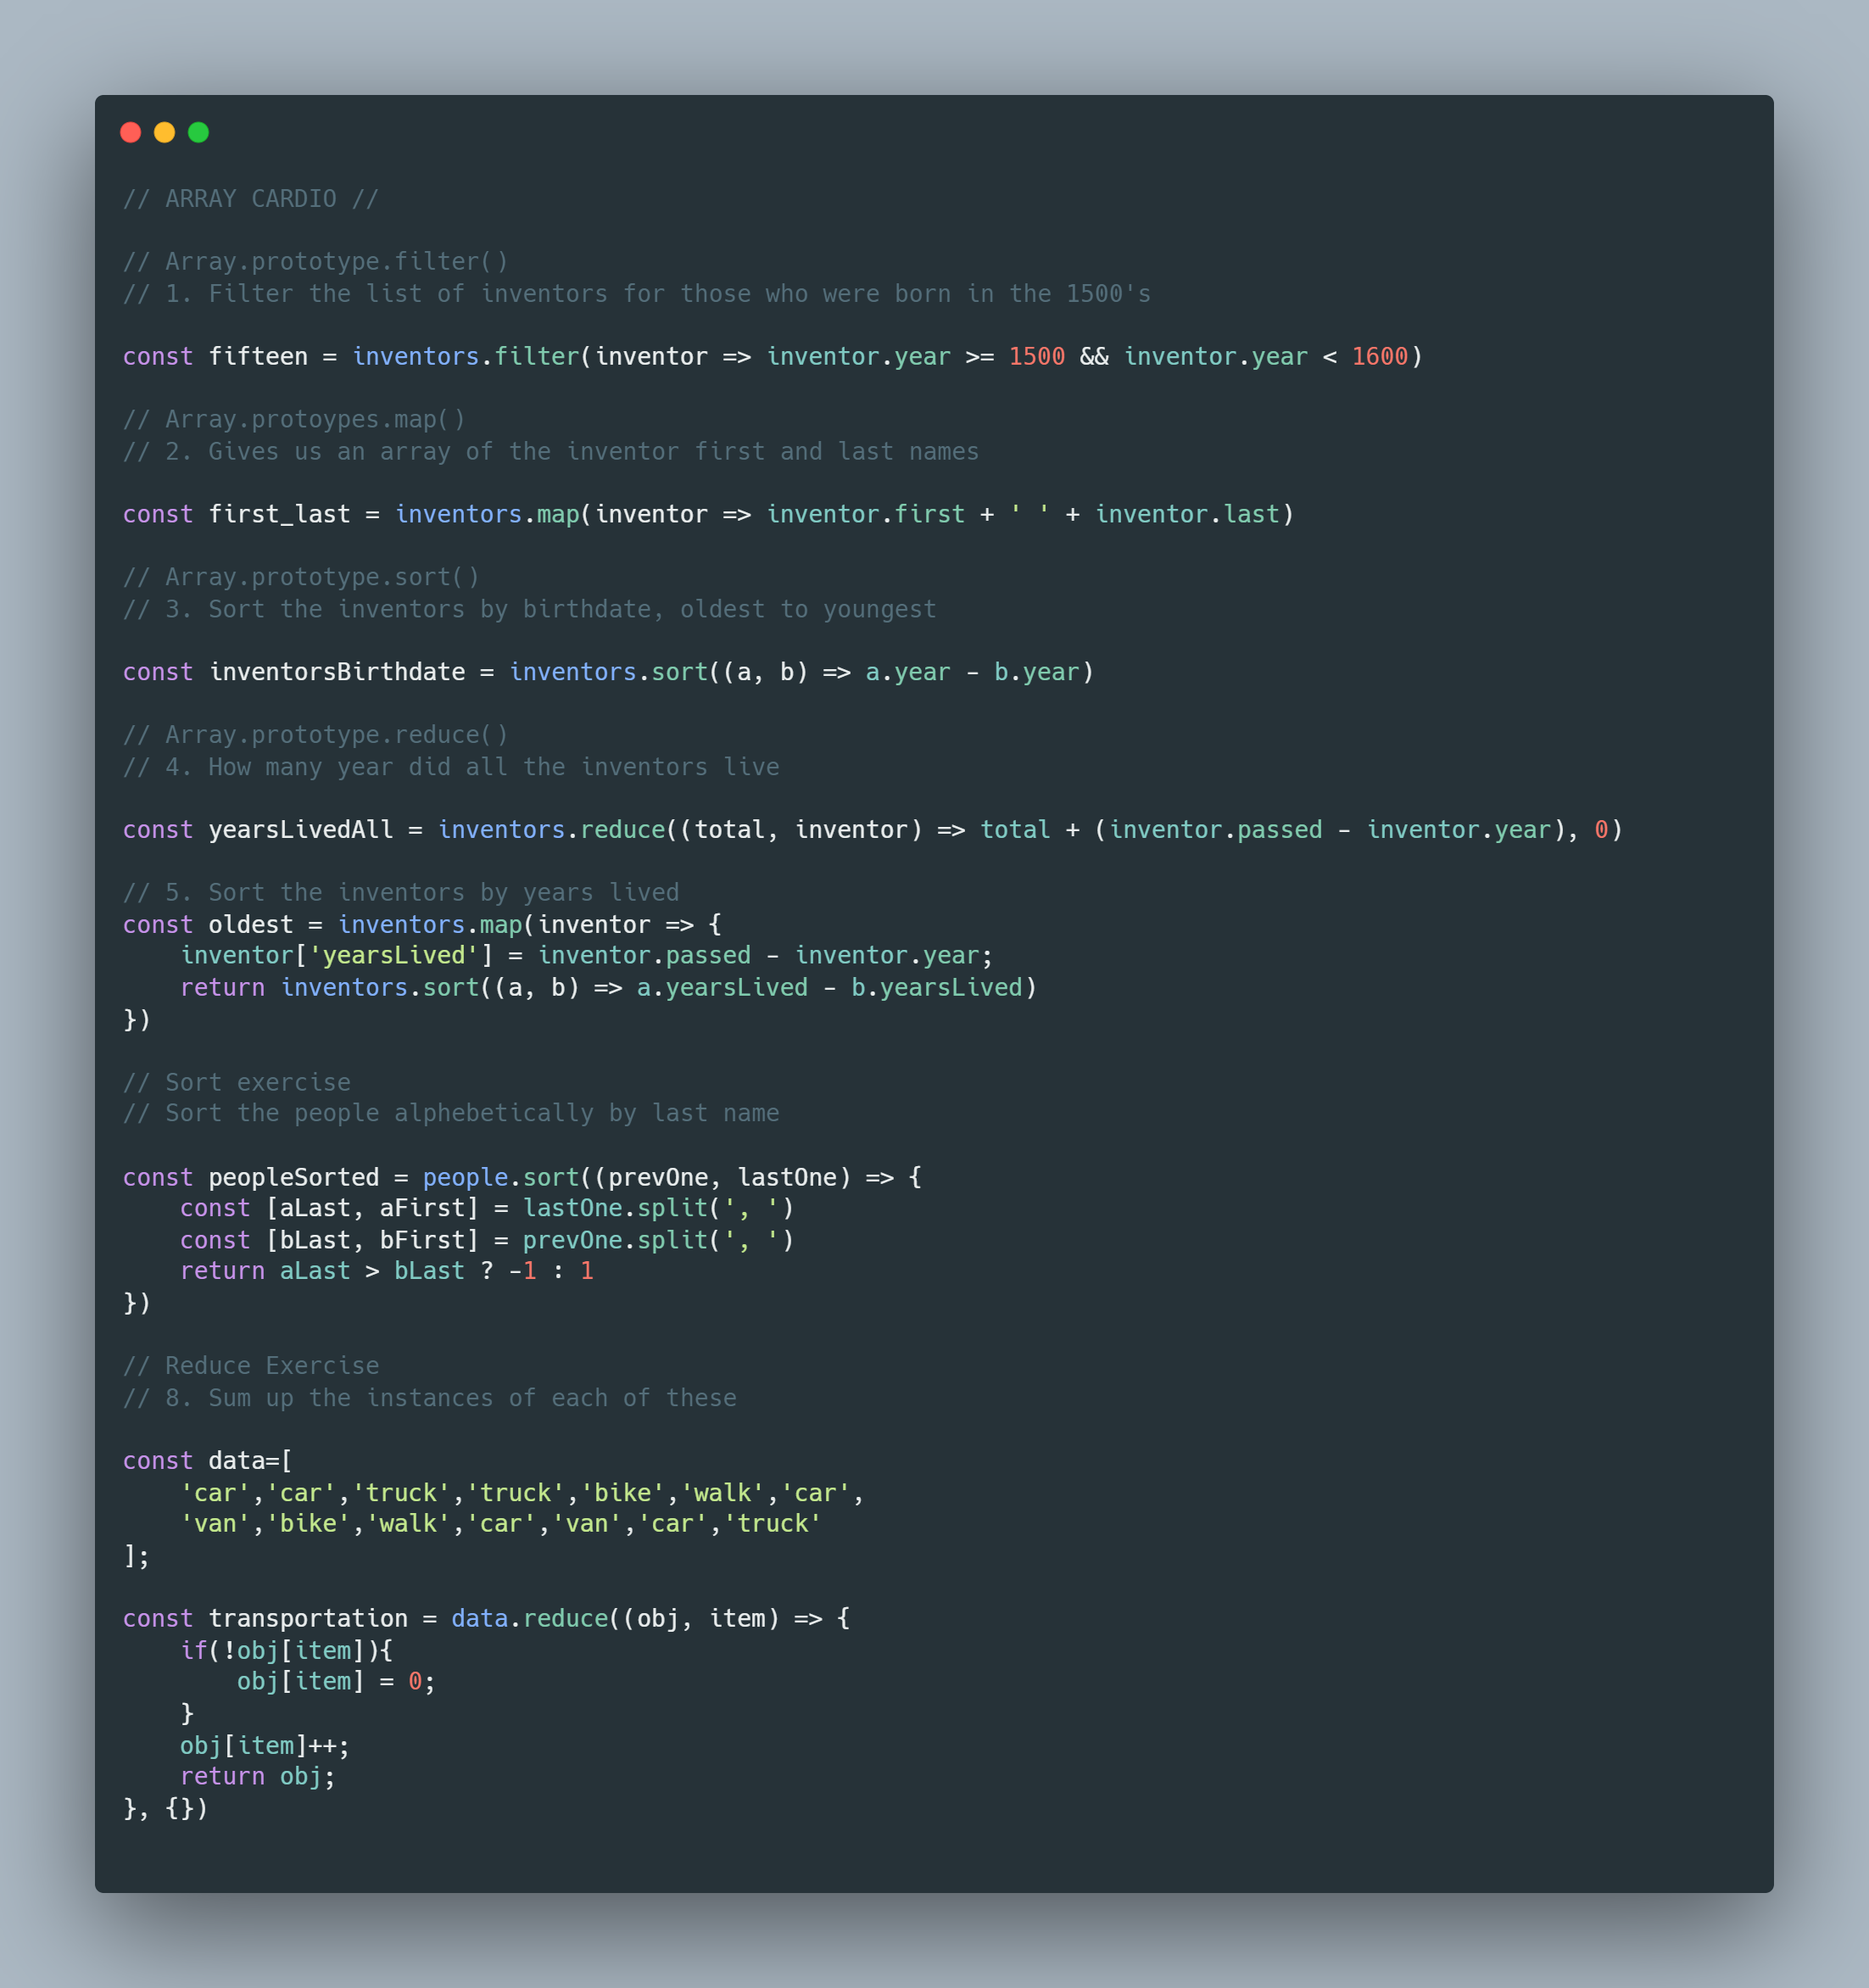 // ARRAY CARDIO //

// Array.prototype.filter()
// 1. Filter the list of inventors for those who were born in the 1500's

const fifteen = inventors.filter(inventor => inventor.year >= 1500 && inventor.year < 1600)

// Array.protoypes.map()
// 2. Gives us an array of the inventor first and last names

const first_last = inventors.map(inventor => inventor.first + ' ' + inventor.last)

// Array.prototype.sort()
// 3. Sort the inventors by birthdate, oldest to youngest

const inventorsBirthdate = inventors.sort((a, b) => a.year - b.year)

// Array.prototype.reduce()
// 4. How many year did all the inventors live

const yearsLivedAll = inventors.reduce((total, inventor) => total + (inventor.passed - inventor.year), 0)

// 5. Sort the inventors by years lived
const oldest = inventors.map(inventor => {
    inventor['yearsLived'] = inventor.passed - inventor.year;
    return inventors.sort((a, b) => a.yearsLived - b.yearsLived)
})

// Sort exercise
// Sort the people alphebetically by last name

const peopleSorted = people.sort((prevOne, lastOne) => {
    const [aLast, aFirst] = lastOne.split(', ')
    const [bLast, bFirst] = prevOne.split(', ')
    return aLast > bLast ? -1 : 1
})

// Reduce Exercise
// 8. Sum up the instances of each of these

const data=[
    'car','car','truck','truck','bike','walk','car',
    'van','bike','walk','car','van','car','truck'
];

const transportation = data.reduce((obj, item) => {
    if(!obj[item]){
        obj[item] = 0;
    }
    obj[item]++;
    return obj;
}, {})